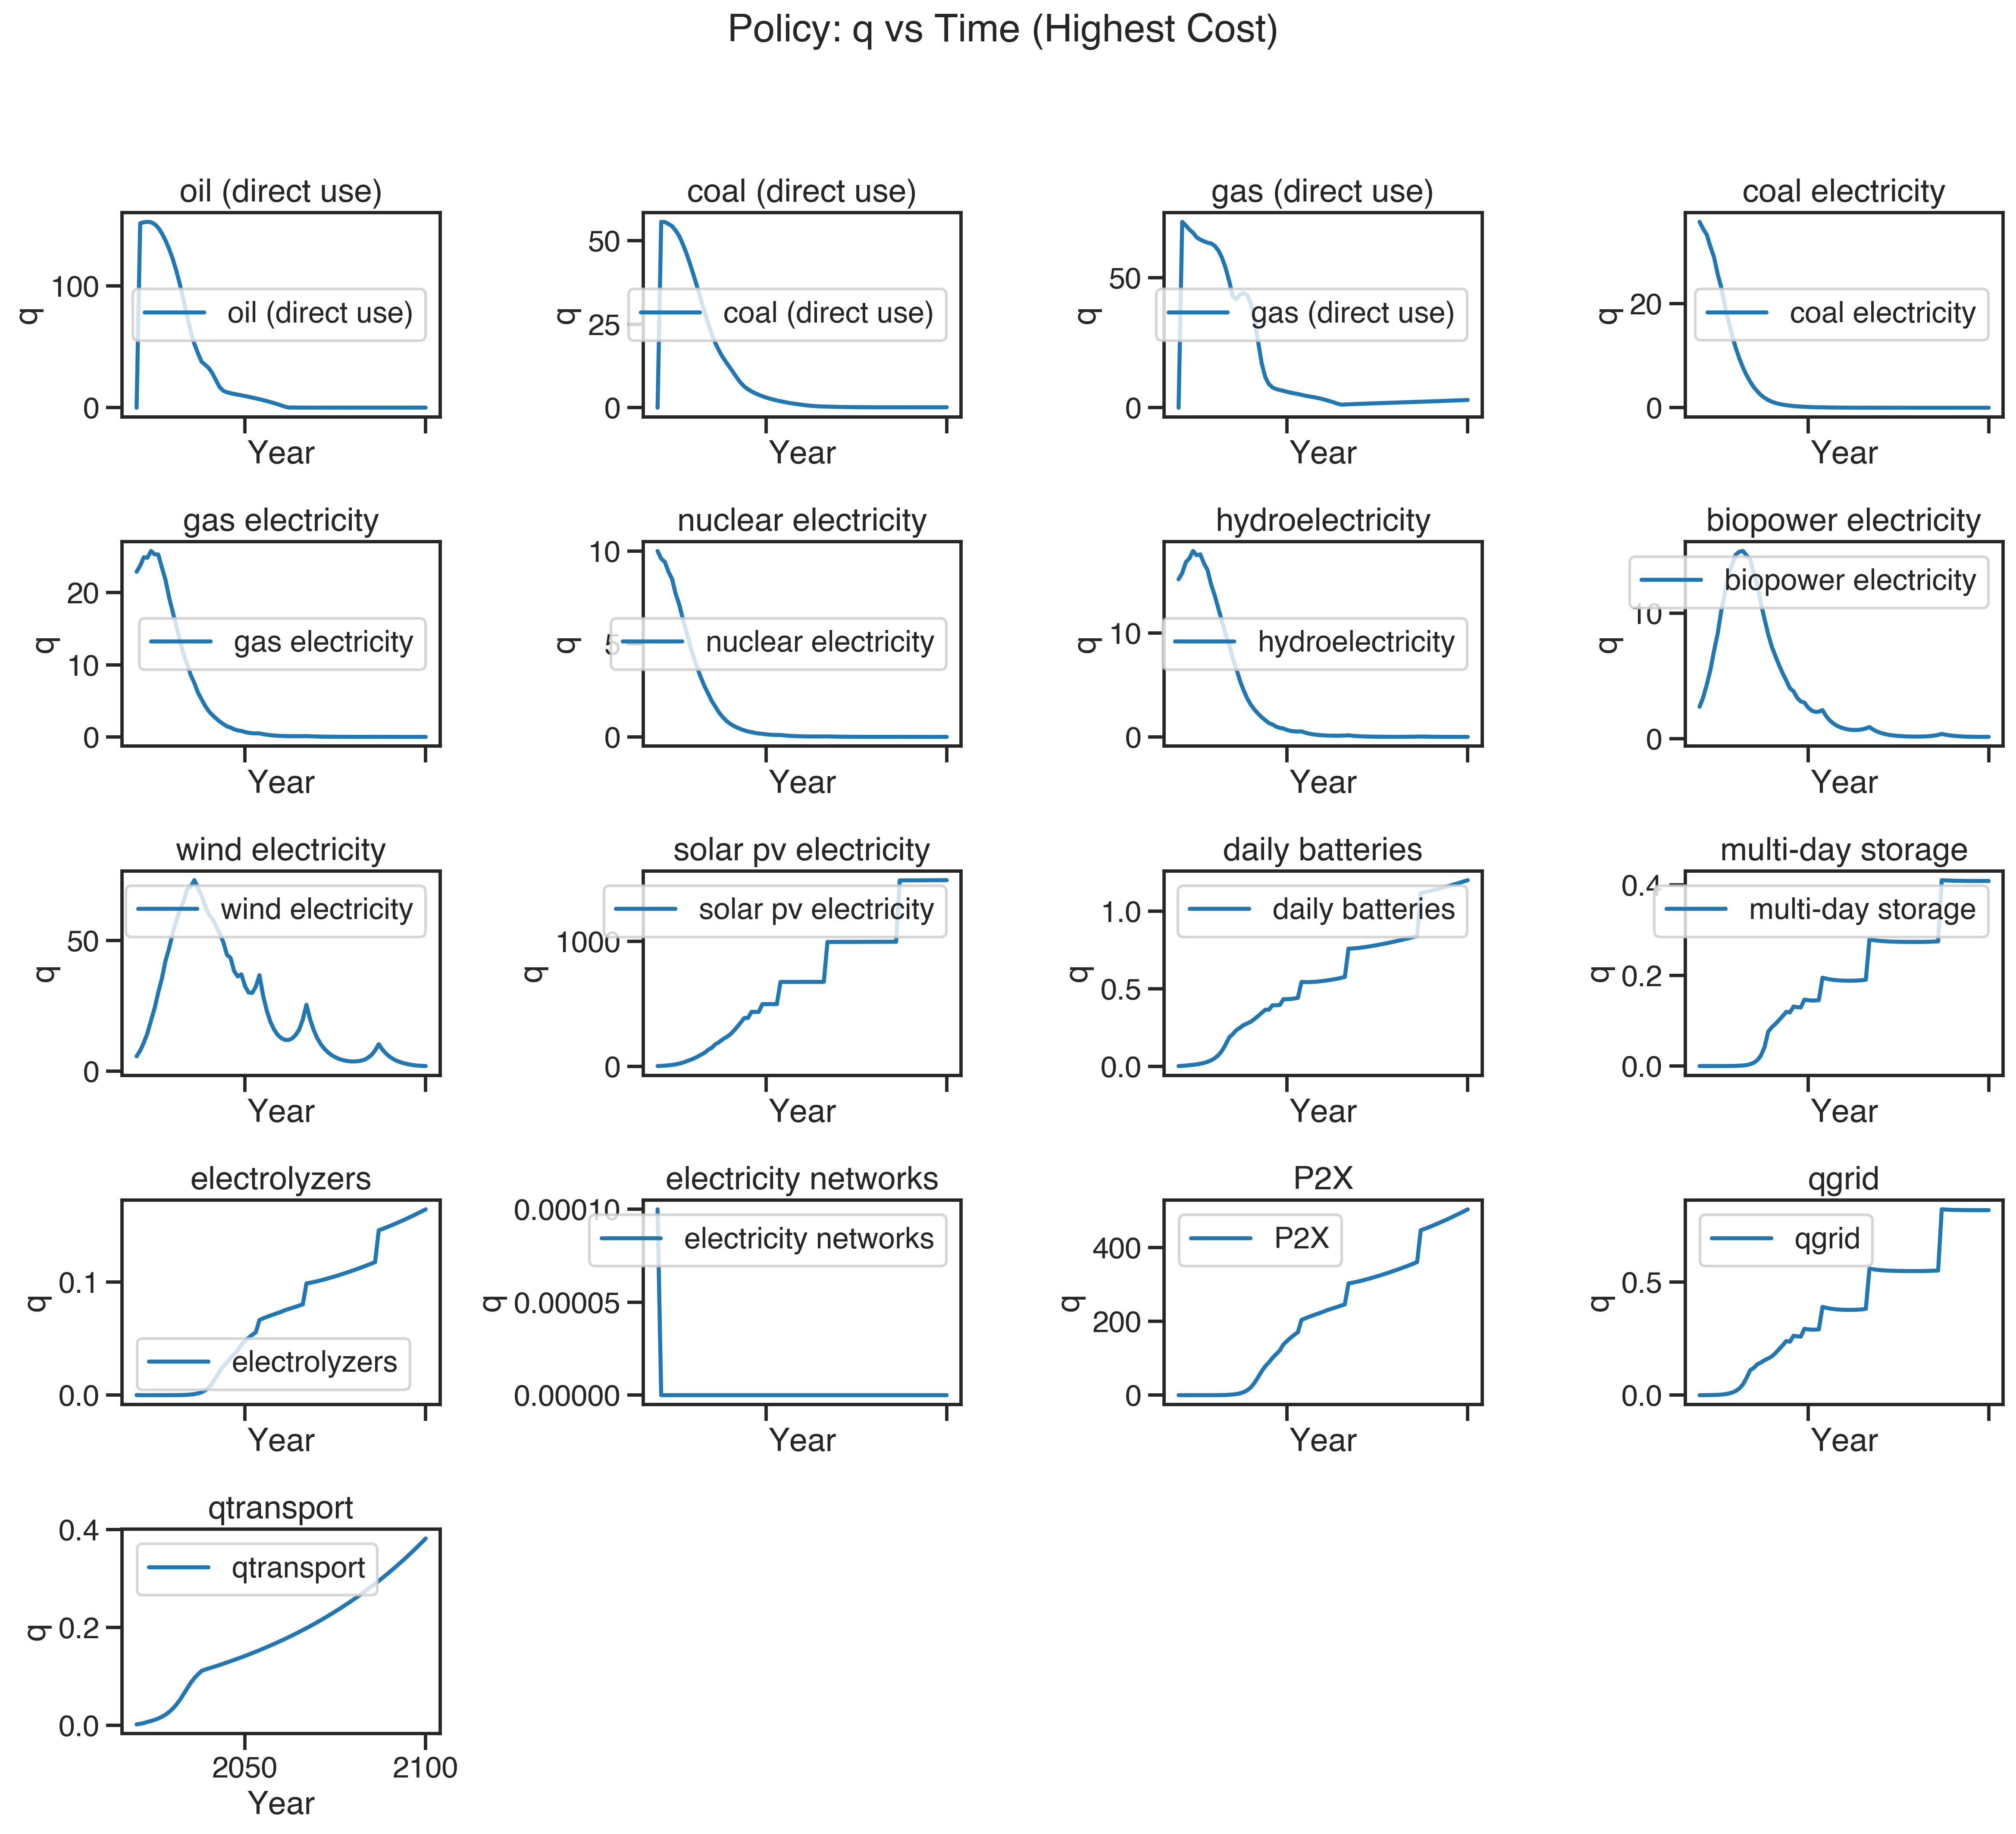 Policy: q vs Time (Highest Cost)
oil (direct use)
coal (direct use)
gas (direct use)
coal electricity
q
100
0
oil (direct use)
Year
q
50
25
0
coal (direct use)
Year
q
50
0
gas (direct use)
Year
q
20
0
coal electricity
Year
gas electricity
nuclear electricity
hydroelectricity
biopower electricity
q
20
10
0
gas electricity
Year
q
10
5
0
nuclear electricity
Year
q
10
0
hydroelectricity
Year
q
10
0
biopower electricity
Year
wind electricity
solar pv electricity
daily batteries
multi-day storage
q
50
0
wind electricity
Year
q
1000
0
solar pv electricity
Year
q
1.0
0.5
0.0
daily batteries
Year
q
0.4
0.2
0.0
multi-day storage
Year
electrolyzers
electricity networks
P2X
qgrid
q
0.1
0.0
electrolyzers
Year
q
0.00010
0.00005
0.00000
electricity networks
Year
q
400
200
0
P2X
Year
q
0.5
0.0
qgrid
Year
qtransport
q
0.4
0.2
0.0
qtransport
2050
2100
Year